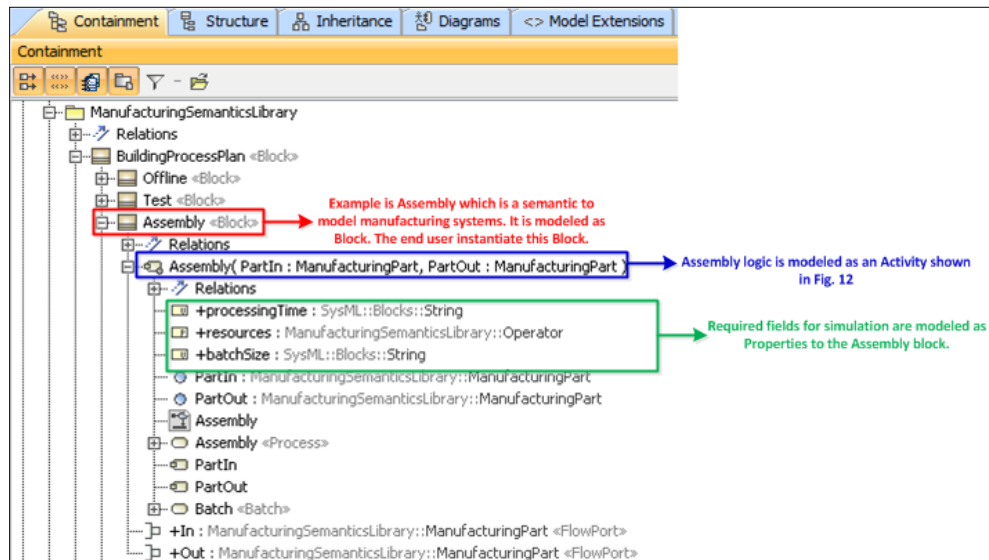 Containment Structure Inheritance Diagrams <> Model Extensions
Containment
ManufacturingSemanticsLibrary
Relations
BuildingProcessPlan «Block»
Offline «Block»
Test «Block»
Example is Assembly which is a semantic to
model manufacturing systems. It is modeled as
Block. The end user instantiate this Block.
Assembly «Block»
Relations
Assembly( PartIn : ManufacturingPart, PartOut : ManufacturingPart )
Assembly logic is modeled as an Activity shown
in Fig. 12
Relations
+processingTime : SysML::Blocks::String
+resources : ManufacturingSemanticsLibrary::Operator
+batchSize : SysML::Blocks::String
Required fields for simulation are modeled as
Properties to the Assembly block.
PartIn : ManufacturingSemanticsLibrary::ManufacturingPart
PartOut : ManufacturingSemanticsLibrary::ManufacturingPart
Assembly
Assembly «Process»
PartIn
PartOut
Batch «Batch»
+In : ManufacturingSemanticsLibrary::ManufacturingPart «FlowPort»
+Out : ManufacturingSemanticsLibrary::ManufacturingPart «FlowPort»